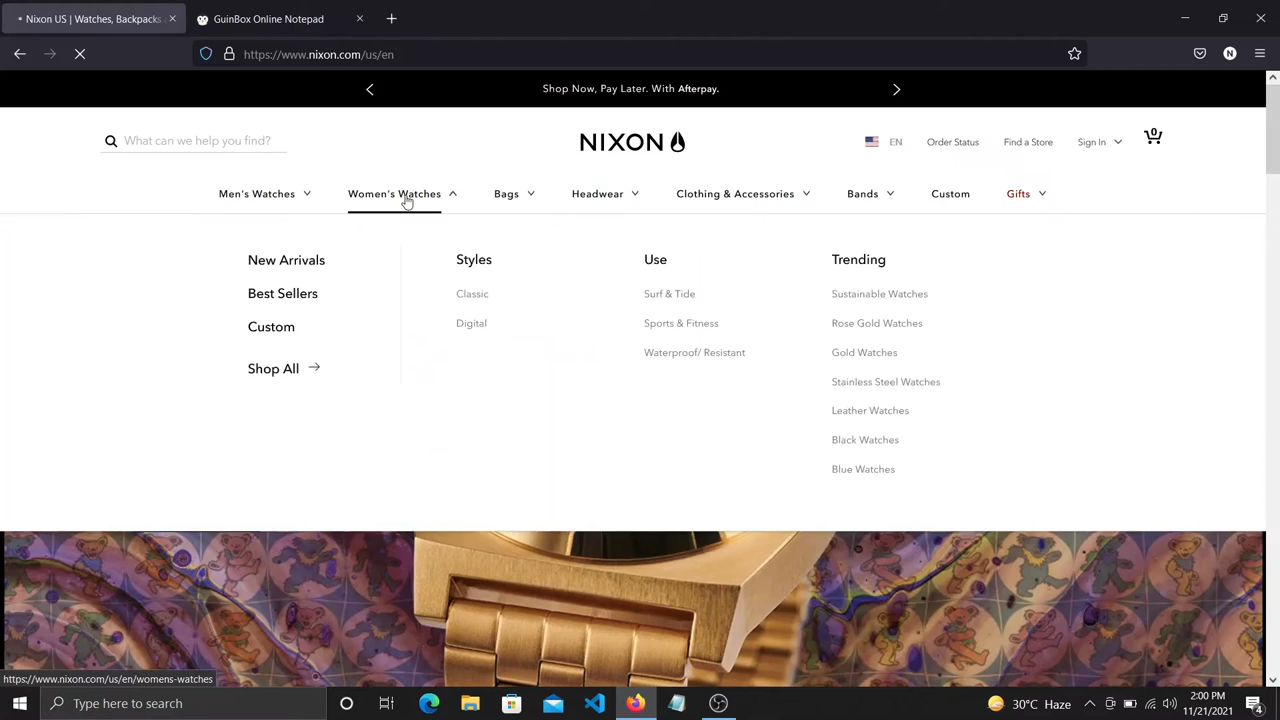 Nixon US | Watches, Backpacks
GuinBox Online Notepad
https://www.nixon.com/us/en
N
Shop Now, Pay Later. With Afterpay.
What can we help you find?
NIXON
EN
Order Status
Find a Store
Sign In
0
Men's Watches
Women's Watches
Bags
Headwear
Clothing & Accessories
Bands
Custom
Gifts
New Arrivals
Best Sellers
Custom
Shop All
Styles
Classic
Digital
Use
Surf & Tide
Sports & Fitness
Waterproof/ Resistant
Trending
Sustainable Watches
Rose Gold Watches
Gold Watches
Stainless Steel Watches
Leather Watches
Black Watches
Blue Watches
https://www.nixon.com/us/en/womens-watches
Type here to search
30°C Haze
2:00 PM
11/21/2021
4